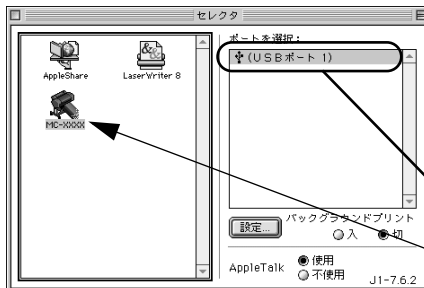 セレクタ
AppleShare
LaserWriter 8
MC-XXXX
ポートを選択：
(USBポート 1)
設定...
バックグラウンドプリント
入 切
AppleTalk
使用
不使用
J1-7.6.2